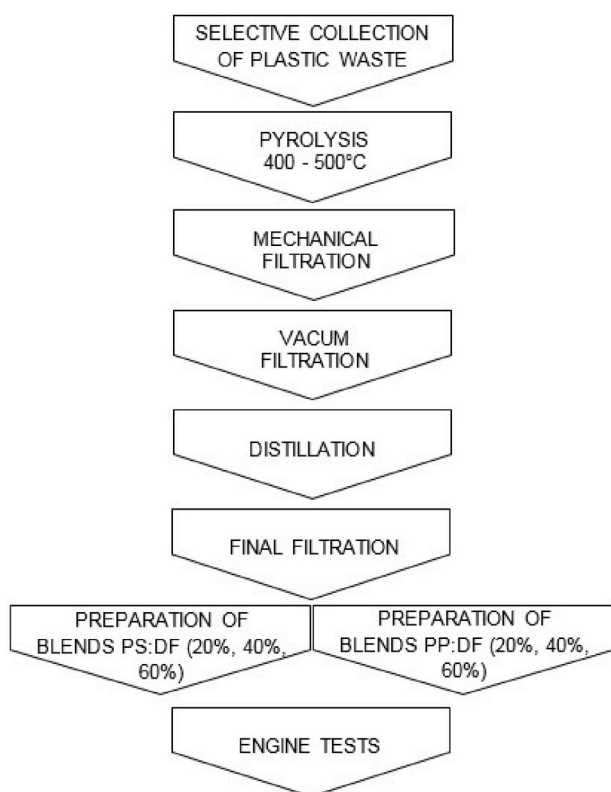 SELECTIVE COLLECTION
OF PLASTIC WASTE
PYROLYSIS
400 - 500°C
MECHANICAL
FILTRATION
VACUM
FILTRATION
DISTILLATION
FINAL FILTRATION
PREPARATION OF
BLENDS PS:DF (20%, 40%,
60%)
PREPARATION OF
BLENDS PP:DF (20%, 40%,
60%)
ENGINE TESTS